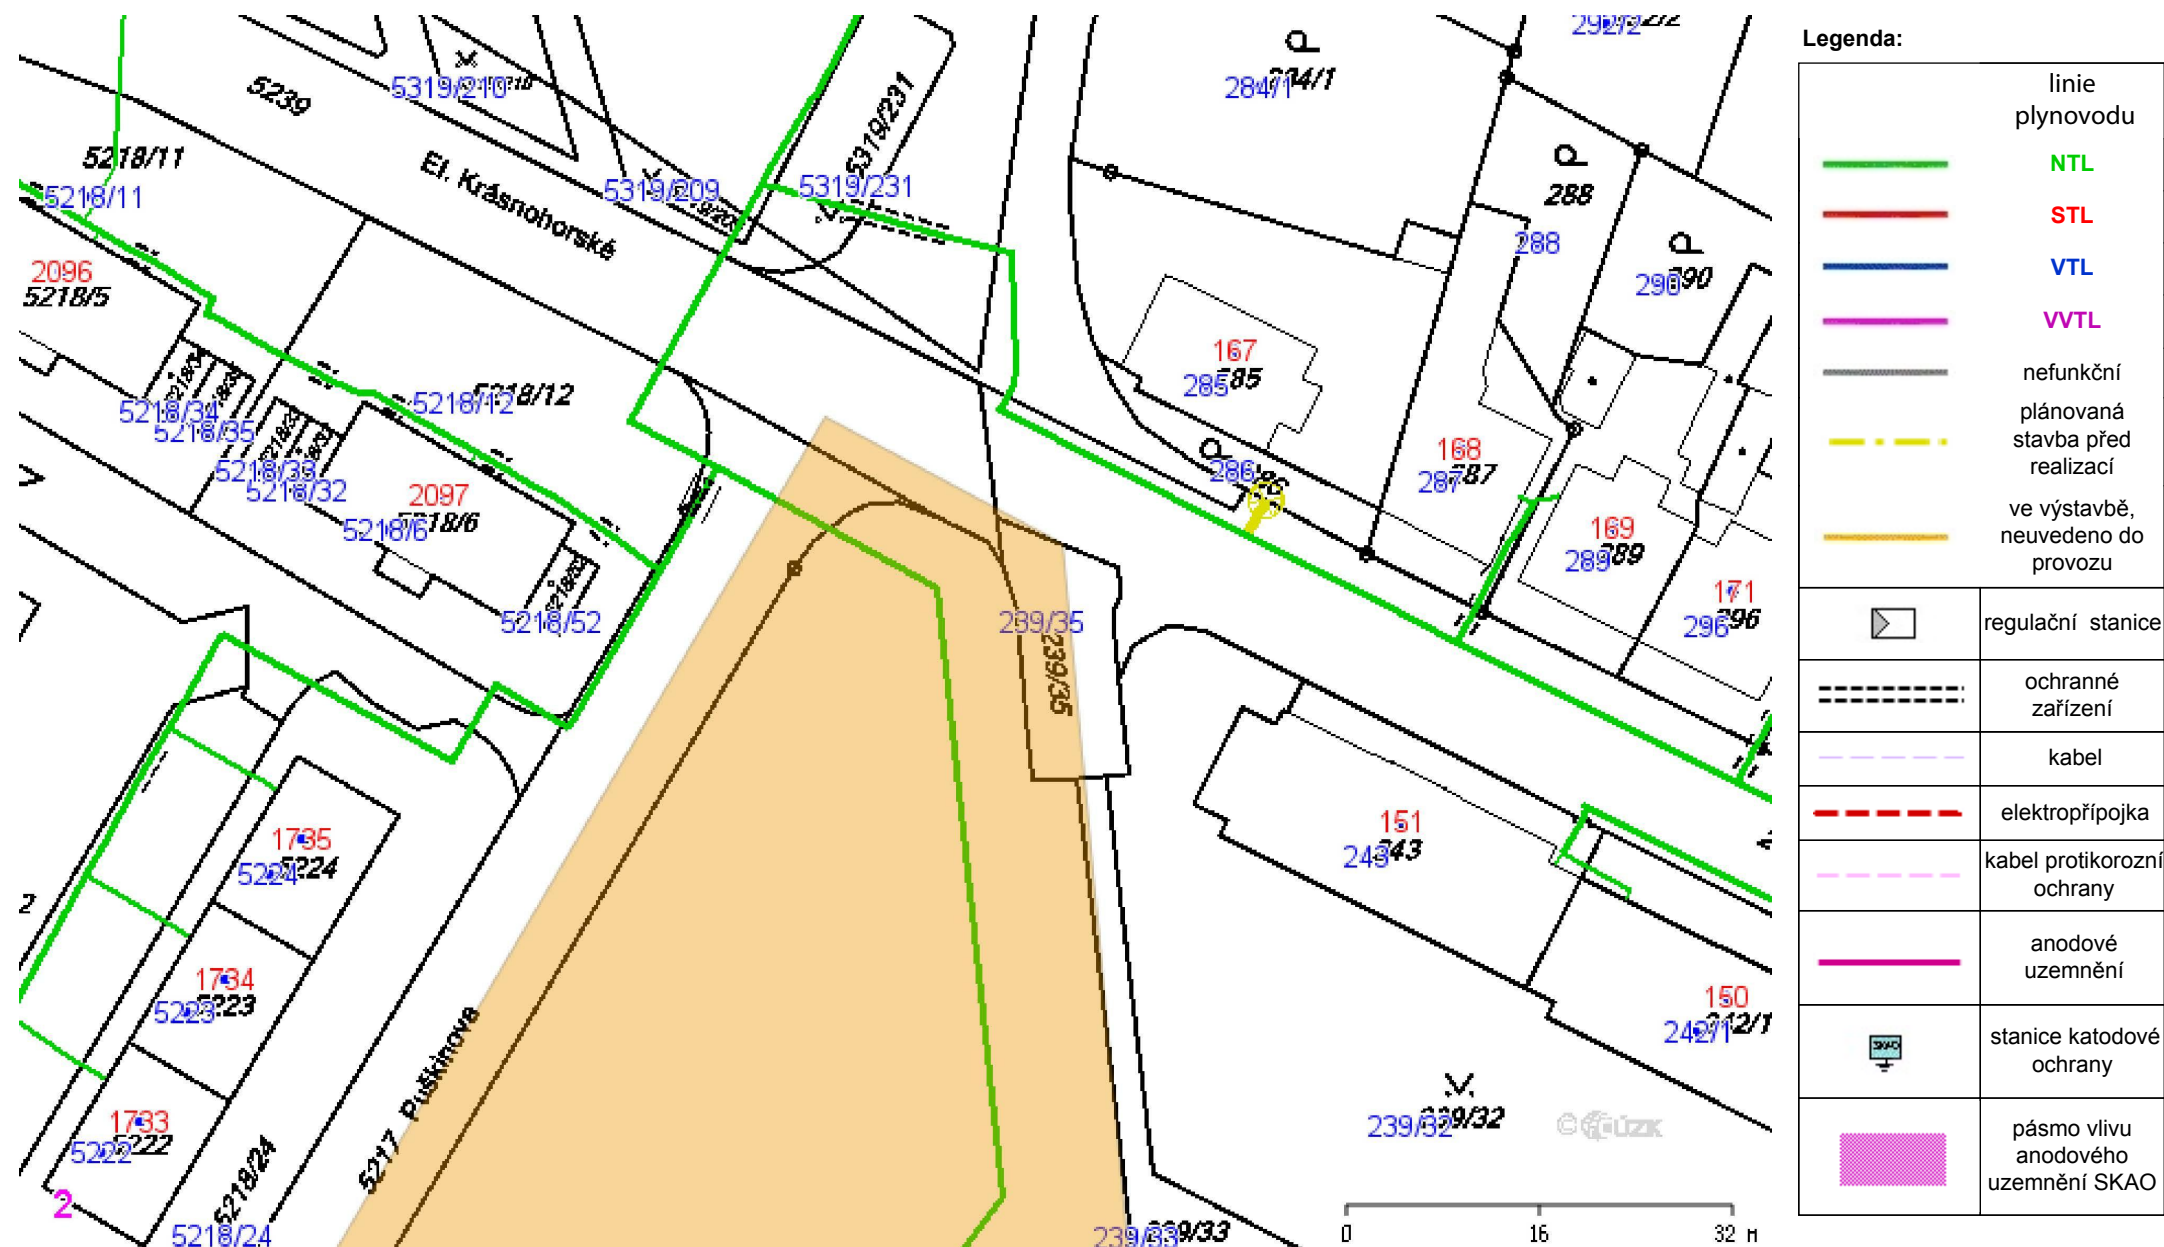 292/2
5239
5319/210
5319/231
284/1
284/1
5218/11
5218/11
El. Krásnohorské
5319/209
5319/231
288
288
290
290
2096
5218/5
167
285
285
5218/34
5218/35
5218/33
5218/32
5218/12
5218/12
286
168
287
287
2097
5218/6
5218/6
169
289
289
171
296
296
5218/52
239/35
239/35
1735
5224
5224
151
243
243
2
1734
5223
5223
150
242/1
242/1
Puškinova
5217
1733
5222
5222
239/32
239/32
© ČÚZK
2
5218/24
5218/24
239/33
239/33
0 16 32 M
Legenda:
linie
plynovodu
NTL
STL
VTL
VVTL
nefunkční
plánovaná
stavba před
realizací
ve výstavbě,
neuvedeno do
provozu
regulační stanice
ochranné
zařízení
kabel
elektropřípojka
kabel protikorozní
ochrany
anodové
uzemnění
SKAO
stanice katodové
ochrany
pásmo vlivu
anodového
uzemnění SKAO